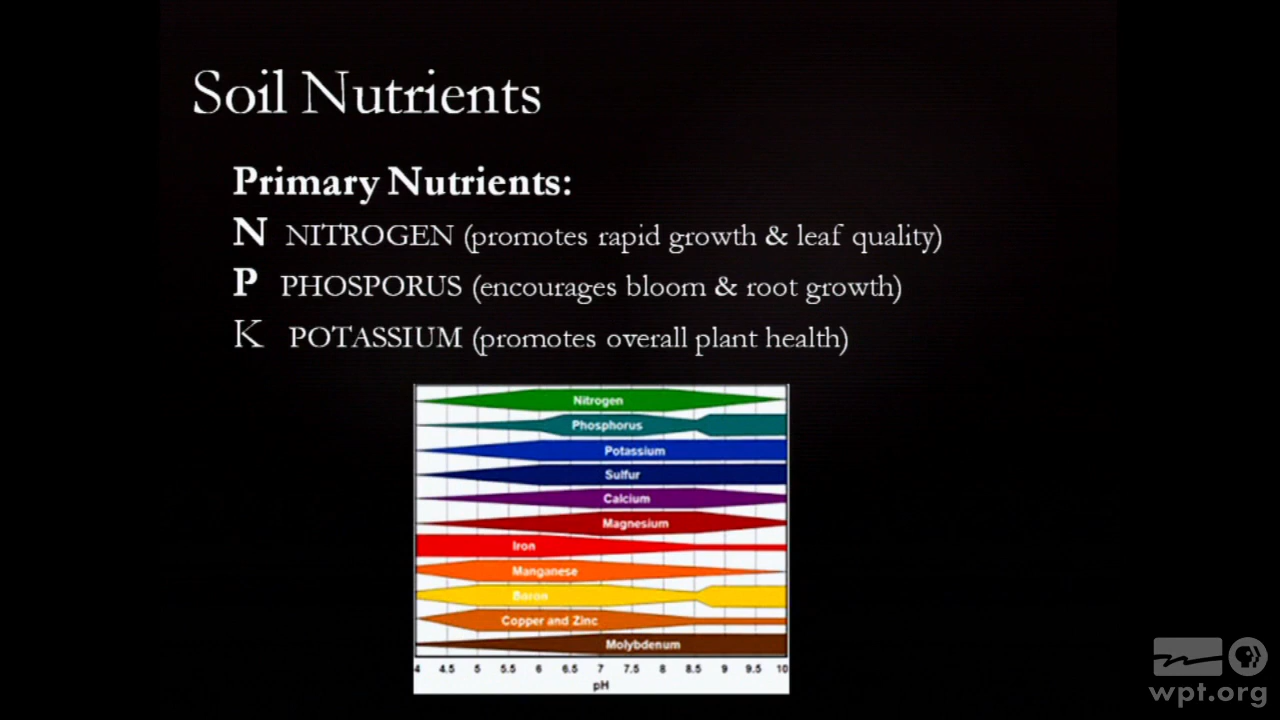 Soil Nutrients
Primary Nutrients:
N NITROGEN (promotes rapid growth & leaf quality)
P PHOSPORUS (encourages bloom & root growth)
K POTASSIUM (promotes overall plant health)
Nitrogen
Phosphorus
Potassium
Sulfur
Calcium
Magnesium
Iron
Manganese
Boron
Copper and Zinc
Molybdenum
4 4.5 5 5.5 6 6.5 7 7.5 8 8.5 9 9.5 10
pH
wpt.org